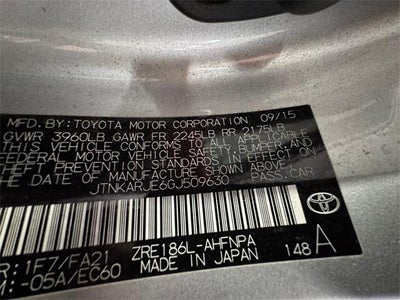 MFD.BY: TOYOTA MOTOR CORPORATION 09/15
GVWR 3960LB GAWR FR 2245LB RR 2175LB
THIS VEHICLE CONFORMS TO ALL APPLICABLE
FEDERAL MOTOR VEHICLE SAFETY, BUMPER, AND
THEFT PREVENTION STANDARDS IN EFFECT ON
THE DATE OF MANUFACTURE SHOWN ABOVE.
JTNKARJE6GJ509630 PASS.CAR
R:1F7/FA21 ZRE186L-AHFNPA
M:-05A/EC60 MADE IN JAPAN 148A
TOYOTA